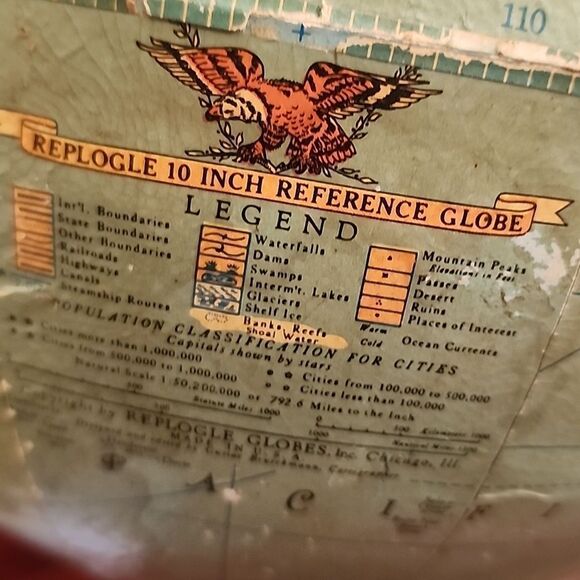 110
REPLOGLE 10 INCH REFERENCE GLOBE
LEGEND
Int'l. Boundaries
State Boundaries
Other Boundaries
Railroads
Highways
Canals
Steamship Routes
Waterfalls
Dams
Swamps
Interm't. Lakes
Glaciers
Shelf Ice
Banks, Reefs
Shoal Water
Mountain Peaks
Elevations in Feet
Passes
Desert
Ruins
Places of Interest
Warm
Cold Ocean Currents
POPULATION CLASSIFICATION FOR CITIES
Capitals shown by stars
Cities more than 1,000,000
Cities from 500,000 to 1,000,000
Cities from 100,000 to 500,000
Cities less than 100,000
Natural Scale 1:50,200,000 or 792.6 Miles to the Inch
500 Statute Miles 1000
0 500 Kilometers 1000
1000
Copyright by REPLOGLE GLOBES, Inc. Chicago, Ill.
MADE IN U.S.A.
A C I F I